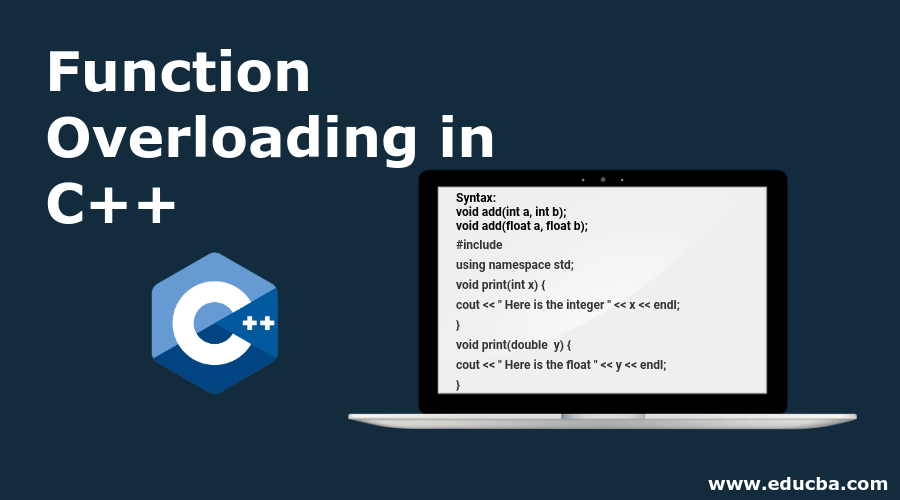 Function
Overloading in
C++
Syntax:
void add(int a, int b);
void add(float a, float b);
#include
using namespace std;
void print(int x) {
cout << " Here is the integer " << x << endl;
}
void print(double  y) {
cout << " Here is the float " << y << endl;
}
C++
www.educba.com